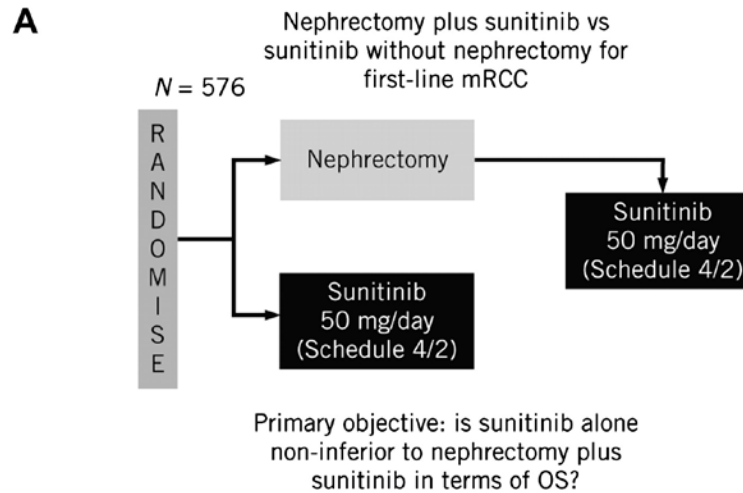 A
Nephrectomy plus sunitinib vs
sunitinib without nephrectomy for
first-line mRCC
N = 576
RANDOMISE
Nephrectomy
Sunitinib
50 mg/day
(Schedule 4/2)
Sunitinib
50 mg/day
(Schedule 4/2)
Primary objective: is sunitinib alone
non-inferior to nephrectomy plus
sunitinib in terms of OS?